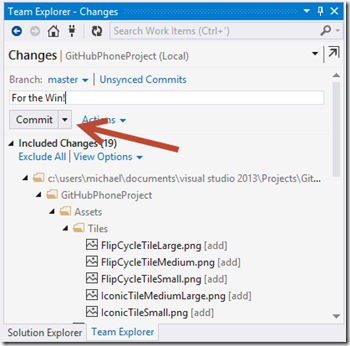 Team Explorer - Changes
Search Work Items (Ctrl+')
Changes | GitHubPhoneProject (Local)
Branch: master | Unsynced Commits
For the Win!
Commit Actions
Included Changes (19)
Exclude All | View Options
c:\users\michael\documents\visual studio 2013\Projects\Git...
GitHubPhoneProject
Assets
Tiles
FlipCycleTileLarge.png [add]
FlipCycleTileMedium.png [add]
FlipCycleTileSmall.png [add]
IconicTileMediumLarge.png [add]
IconicTileSmall.png [add]
Solution Explorer Team Explorer